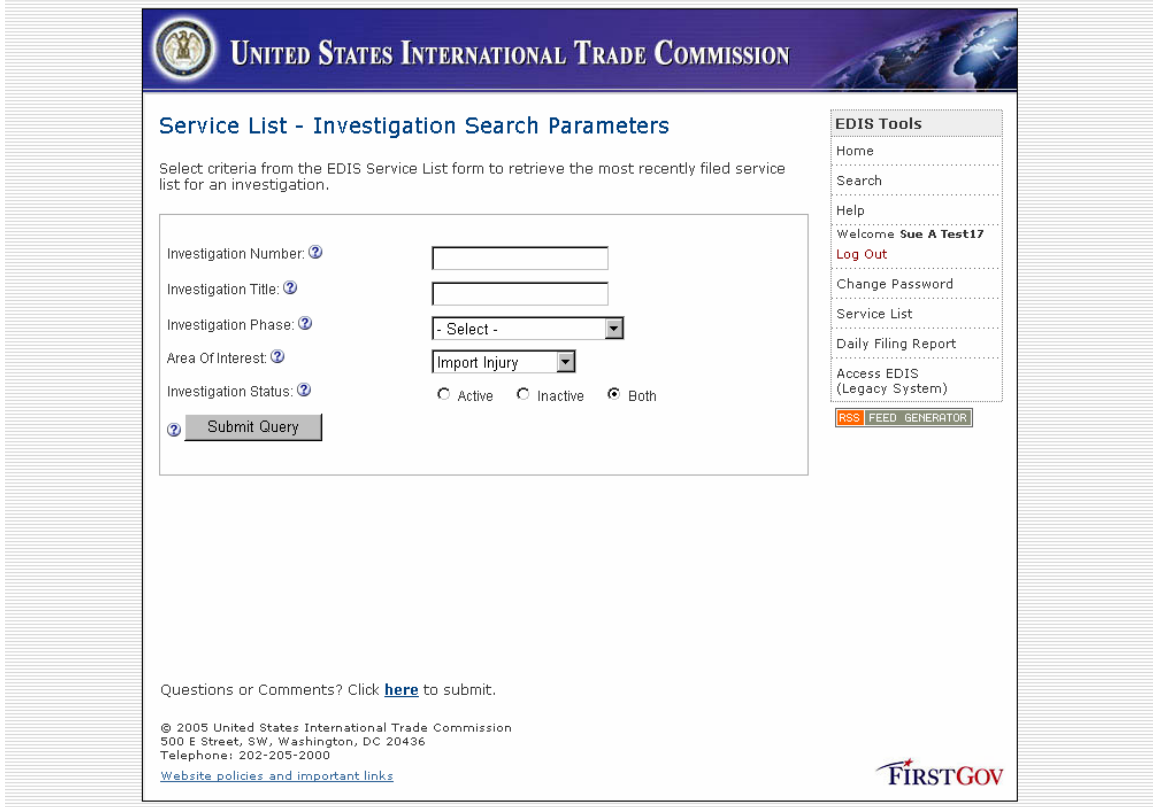 UNITED STATES INTERNATIONAL TRADE COMMISSION
Service List - Investigation Search Parameters
Select criteria from the EDIS Service List form to retrieve the most recently filed service
list for an investigation.
Investigation Number: ?
Investigation Title: ?
Investigation Phase: ?
- Select -
Area Of Interest: ?
Import Injury
Investigation Status: ?
Active Inactive Both
? Submit Query
EDIS Tools
Home
Search
Help
Welcome Sue A Test17
Log Out
Change Password
Service List
Daily Filing Report
Access EDIS
(Legacy System)
RSS FEED GENERATOR
Questions or Comments? Click here to submit.
© 2005 United States International Trade Commission
500 E Street, SW, Washington, DC 20436
Telephone: 202-205-2000
Website policies and important links
FIRSTGOV